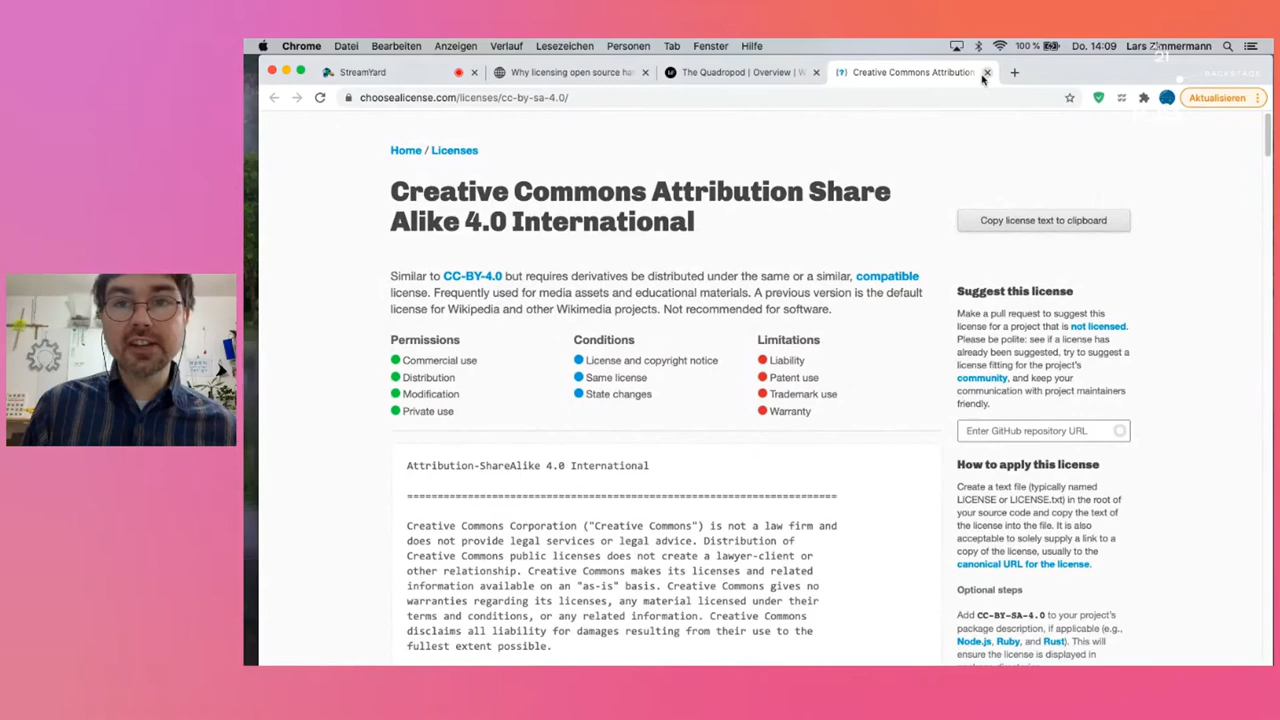 Chrome Datei Bearbeiten Anzeigen Verlauf Lesezeichen Personen Tab Fenster Hilfe 100 % Do. 14:09 Lars Zimmermann
21
StreamYard Why licensing open source ha The Quadropod | Overview | W Creative Commons Attribution
BACKSTAGE
choosealicense.com/licenses/cc-by-sa-4.0/ Aktualisieren
Home / Licenses
Creative Commons Attribution Share
Alike 4.0 International
Copy license text to clipboard
Similar to CC-BY-4.0 but requires derivatives be distributed under the same or a similar, compatible
license. Frequently used for media assets and educational materials. A previous version is the default
license for Wikipedia and other Wikimedia projects. Not recommended for software.
Permissions
Commercial use
Distribution
Modification
Private use
Conditions
License and copyright notice
Same license
State changes
Limitations
Liability
Patent use
Trademark use
Warranty
Attribution-ShareAlike 4.0 International
=======================================================================
Creative Commons Corporation ("Creative Commons") is not a law firm and
does not provide legal services or legal advice. Distribution of
Creative Commons public licenses does not create a lawyer-client or
other relationship. Creative Commons makes its licenses and related
information available on an "as-is" basis. Creative Commons gives no
warranties regarding its licenses, any material licensed under their
terms and conditions, or any related information. Creative Commons
disclaims all liability for damages resulting from their use to the
fullest extent possible.
Suggest this license
Make a pull request to suggest this
license for a project that is not licensed.
Please be polite: see if a license has
already been suggested, try to suggest a
license fitting for the project's
community, and keep your
communication with project maintainers
friendly.
Enter GitHub repository URL
How to apply this license
Create a text file (typically named
LICENSE or LICENSE.txt) in the root of
your source code and copy the text of
the license into the file. It is also
acceptable to solely supply a link to a
copy of the license, usually to the
canonical URL for the license.
Optional steps
Add CC-BY-SA-4.0 to your project's
package description, if applicable (e.g.,
Node.js, Ruby, and Rust). This will
ensure the license is displayed in